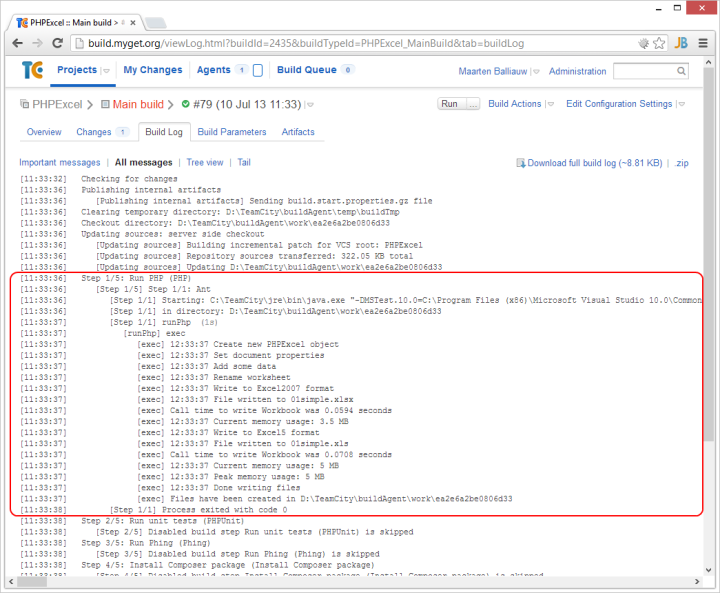 PHPExcel :: Main build >
build.myget.org/viewLog.html?buildId=2435&buildTypeId=PHPExcel_MainBuild&tab=buildLog
JB
TC Projects My Changes Agents 1 Build Queue 0 Maarten Balliauw Administration
PHPExcel > Main build > #79 (10 Jul 13 11:33) Run ... Build Actions Edit Configuration Settings
Overview Changes 1 Build Log Build Parameters Artifacts
Important messages | All messages | Tree view | Tail Download full build log (~8.81 KB) | .zip
[11:33:32] Checking for changes
[11:33:36] Publishing internal artifacts
[11:33:36] [Publishing internal artifacts] Sending build.start.properties.gz file
[11:33:36] Clearing temporary directory: D:\TeamCity\buildAgent\temp\buildTmp
[11:33:36] Checkout directory: D:\TeamCity\buildAgent\work\ea2e6a2be0806d33
[11:33:36] Updating sources: server side checkout
[11:33:36] [Updating sources] Building incremental patch for VCS root: PHPExcel
[11:33:36] [Updating sources] Repository sources transferred: 322.05 KB total
[11:33:36] [Updating sources] Updating D:\TeamCity\buildAgent\work\ea2e6a2be0806d33
[11:33:36] Step 1/5: Run PHP (PHP)
[11:33:36] [Step 1/5] Step 1/1: Ant
[11:33:36] [Step 1/1] Starting: C:\TeamCity\jre\bin\java.exe "-DMSTest.10.0=C:\Program Files (x86)\Microsoft Visual Studio 10.0\Common
[11:33:36] [Step 1/1] in directory: D:\TeamCity\buildAgent\work\ea2e6a2be0806d33
[11:33:37] [Step 1/1] runPhp (1s)
[11:33:37] [runPhp] exec
[11:33:37] [exec] 12:33:37 Create new PHPExcel object
[11:33:37] [exec] 12:33:37 Set document properties
[11:33:37] [exec] 12:33:37 Add some data
[11:33:37] [exec] 12:33:37 Rename worksheet
[11:33:37] [exec] 12:33:37 Write to Excel2007 format
[11:33:37] [exec] 12:33:37 File written to 01simple.xlsx
[11:33:37] [exec] Call time to write Workbook was 0.0594 seconds
[11:33:37] [exec] 12:33:37 Current memory usage: 3.5 MB
[11:33:37] [exec] 12:33:37 Write to Excel5 format
[11:33:37] [exec] 12:33:37 File written to 01simple.xls
[11:33:37] [exec] Call time to write Workbook was 0.0708 seconds
[11:33:37] [exec] 12:33:37 Current memory usage: 5 MB
[11:33:37] [exec] 12:33:37 Peak memory usage: 5 MB
[11:33:37] [exec] 12:33:37 Done writing files
[11:33:37] [exec] Files have been created in D:\TeamCity\buildAgent\work\ea2e6a2be0806d33
[11:33:38] [Step 1/1] Process exited with code 0
[11:33:38] Step 2/5: Run unit tests (PHPUnit)
[11:33:38] [Step 2/5] Disabled build step Run unit tests (PHPUnit) is skipped
[11:33:38] Step 3/5: Run Phing (Phing)
[11:33:38] [Step 3/5] Disabled build step Run Phing (Phing) is skipped
[11:33:38] Step 4/5: Install Composer package (Install Composer package)
[11:33:38] [Step 4/5] Disabled build step Install Composer package (Install Composer package) is skipped